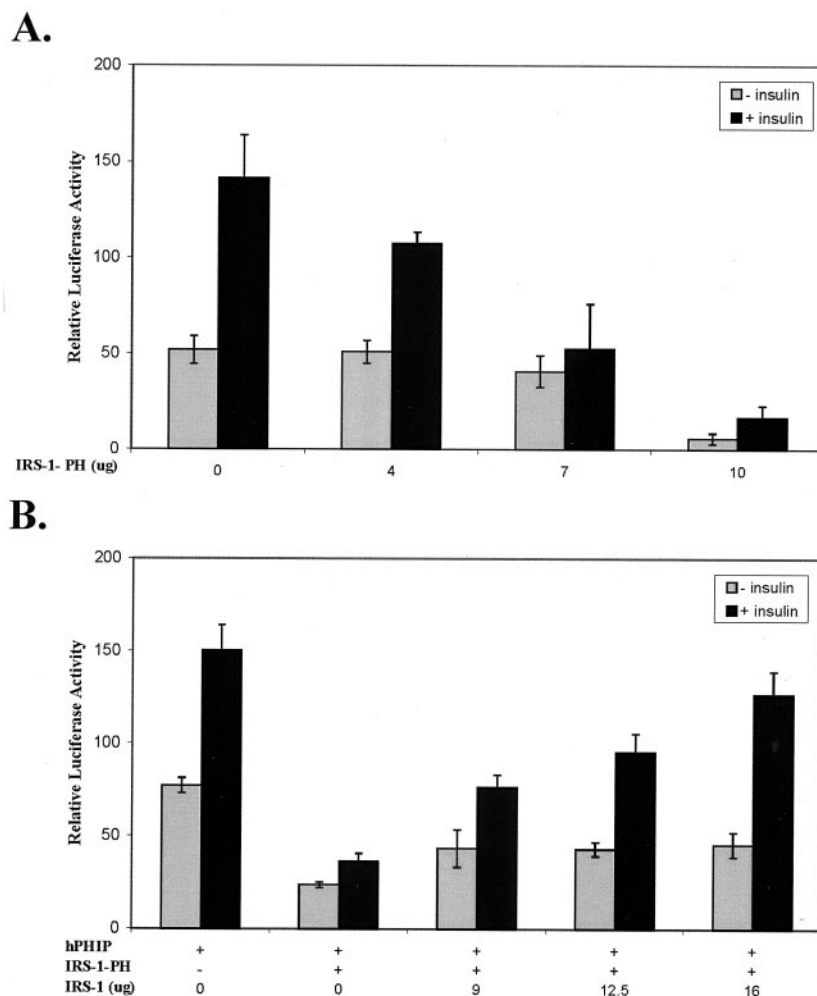 A.
200
150
100
50
0
Relative Luciferase Activity
- insulin
+ insulin
IRS-1- PH (ug)
0 4 7 10
B.
200
150
100
50
0
Relative Luciferase Activity
- insulin
+ insulin
hPHIP + + + + +
IRS-1-PH - + + + +
IRS-1 (ug) 0 0 9 12.5 16